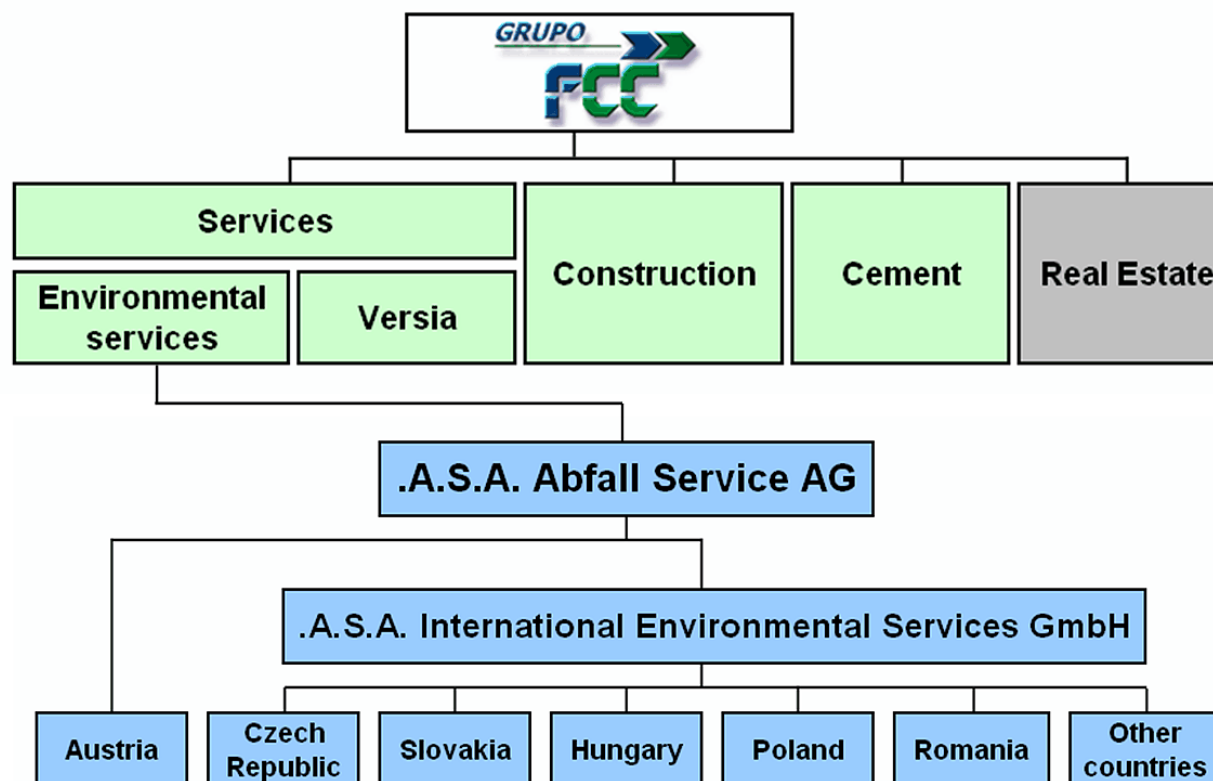 GRUPO
FCC
Services
Environmental
services
Versia
Construction
Cement
Real Estate
.A.S.A. Abfall Service AG
.A.S.A. International Environmental Services GmbH
Austria
Czech
Republic
Slovakia
Hungary
Poland
Romania
Other
countries